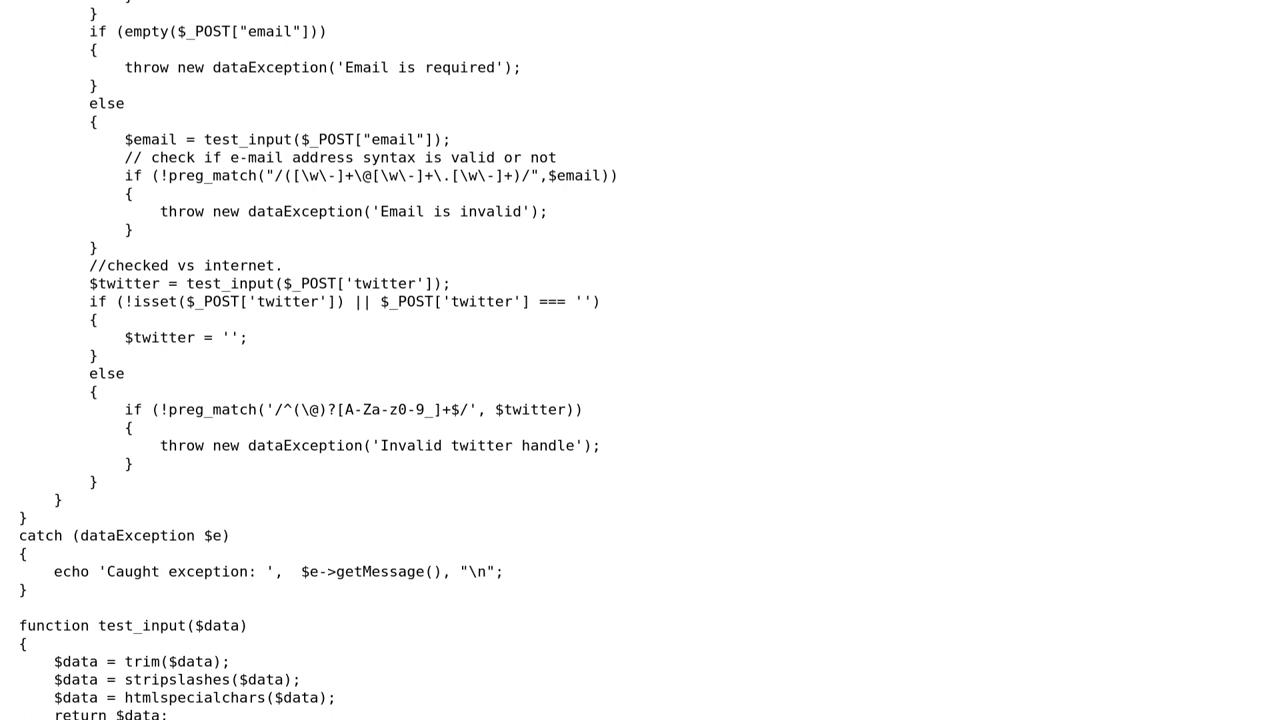 }
if (empty($_POST["email"]))
{
throw new dataException('Email is required');
}
else
{
$email = test_input($_POST["email"]);
// check if e-mail address syntax is valid or not
if (!preg_match("/([\w\-]+\@[\w\-]+\.[\w\-]+)/",$email))
{
throw new dataException('Email is invalid');
}
}
//checked vs internet.
$twitter = test_input($_POST['twitter']);
if (!isset($_POST['twitter']) || $_POST['twitter'] === '')
{
$twitter = '';
}
else
{
if (!preg_match('/^(\@)?[A-Za-z0-9_]+$/', $twitter))
{
throw new dataException('Invalid twitter handle');
}
}
}
}
catch (dataException $e)
{
echo 'Caught exception: ',  $e->getMessage(), "\n";
}
function test_input($data)
{
$data = trim($data);
$data = stripslashes($data);
$data = htmlspecialchars($data);
return $data;